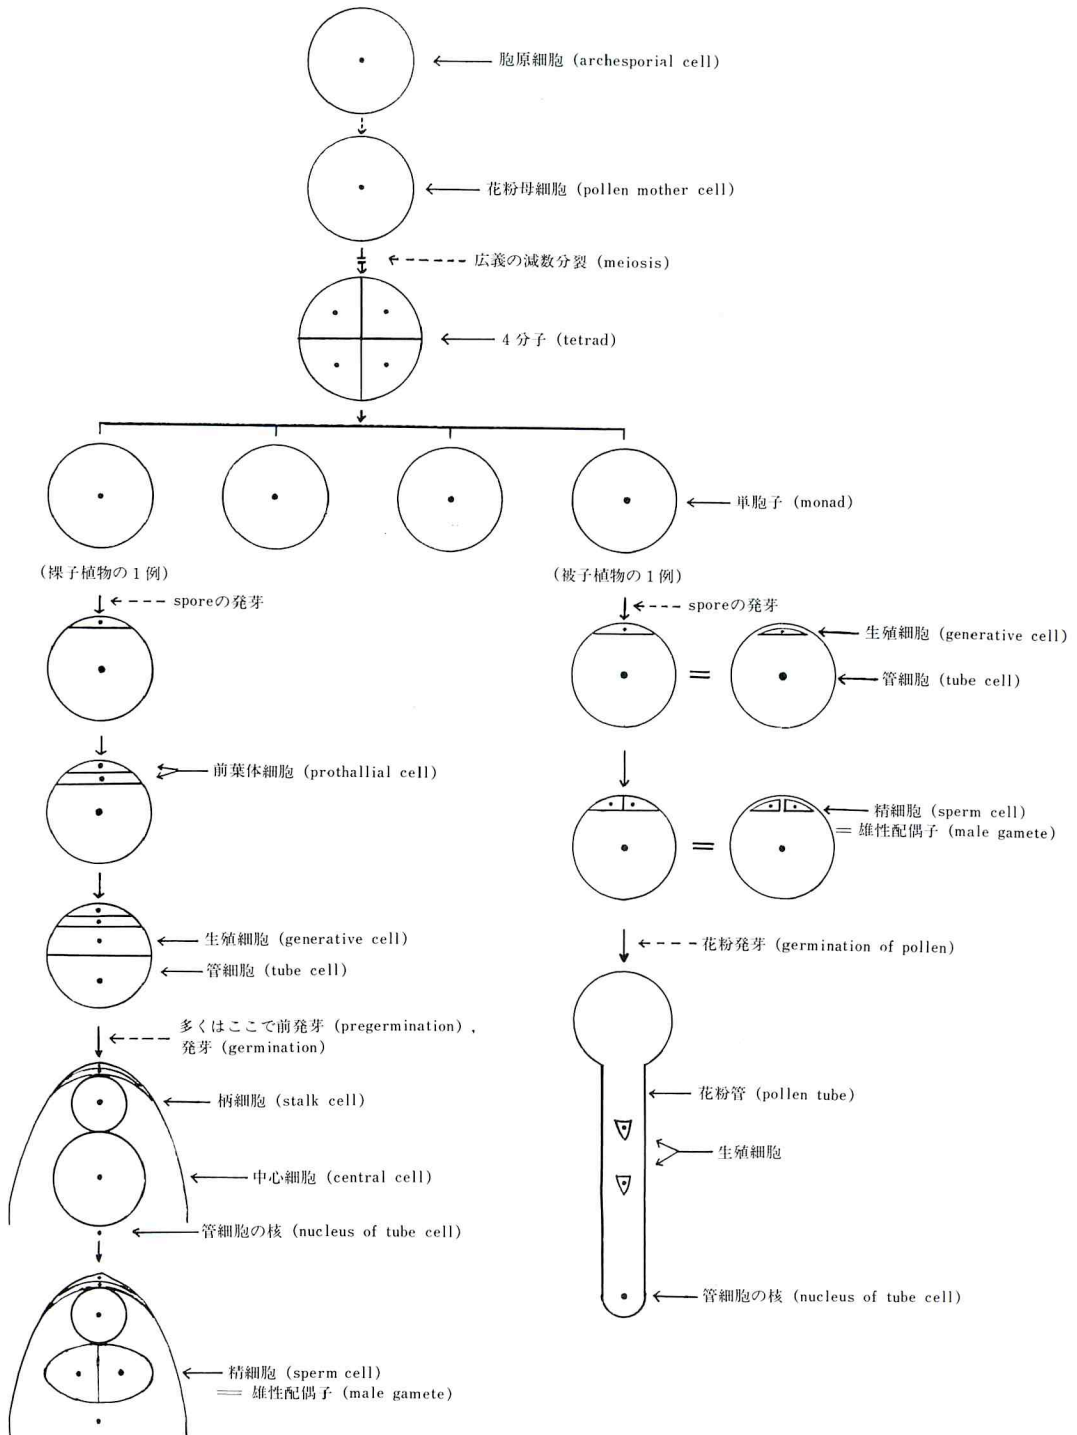 胞原細胞 (archesporial cell)
花粉母細胞 (pollen mother cell)
広義の減数分裂 (meiosis)
4分子 (tetrad)
単胞子 (monad)
(裸子植物の1例)
(被子植物の1例)
sporeの発芽
sporeの発芽
生殖細胞 (generative cell)
管細胞 (tube cell)
前葉体細胞 (prothallial cell)
精細胞 (sperm cell)
= 雄性配偶子 (male gamete)
生殖細胞 (generative cell)
管細胞 (tube cell)
花粉発芽 (germination of pollen)
多くはここで前発芽 (pregermination) ,
発芽 (germination)
柄細胞 (stalk cell)
花粉管 (pollen tube)
生殖細胞
中心細胞 (central cell)
管細胞の核 (nucleus of tube cell)
管細胞の核 (nucleus of tube cell)
精細胞 (sperm cell)
= 雄性配偶子 (male gamete)